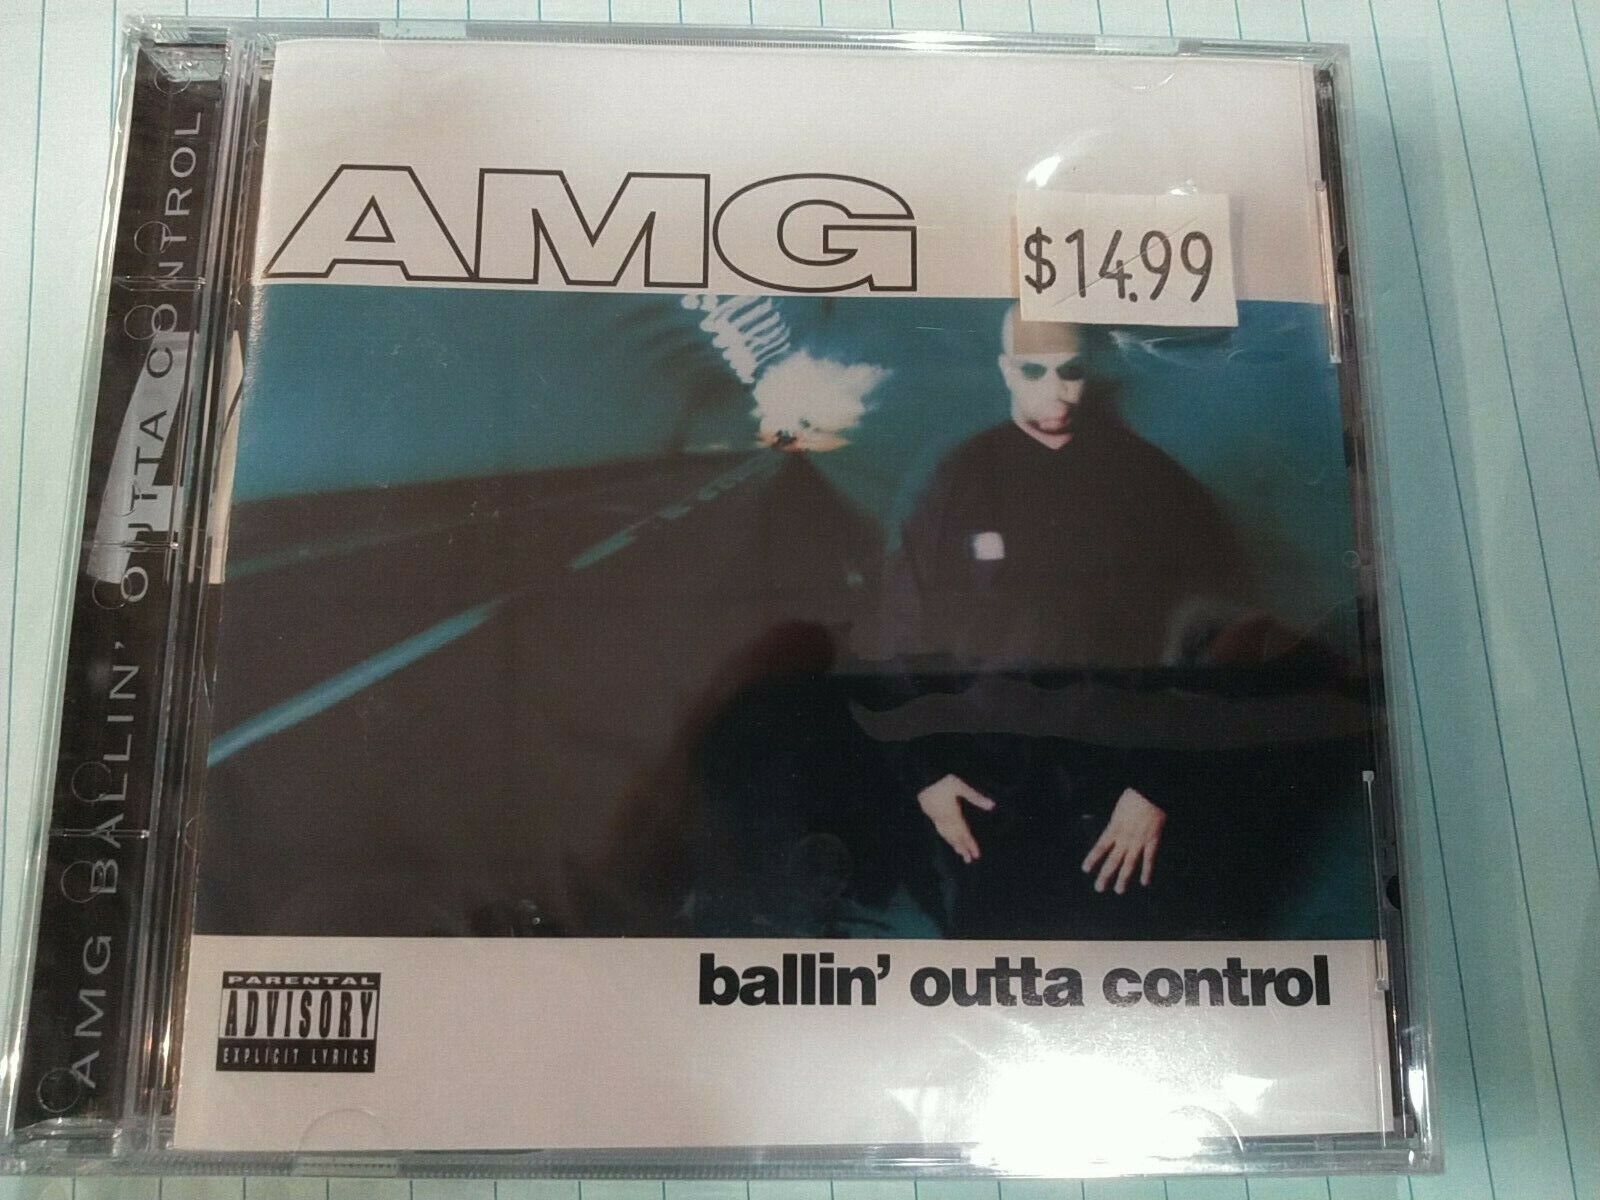 AMG
$14.99
ballin' outta control
PARENTAL
ADVISORY
EXPLICIT LYRICS
AMG BALLIN' OUTTA CONTROL